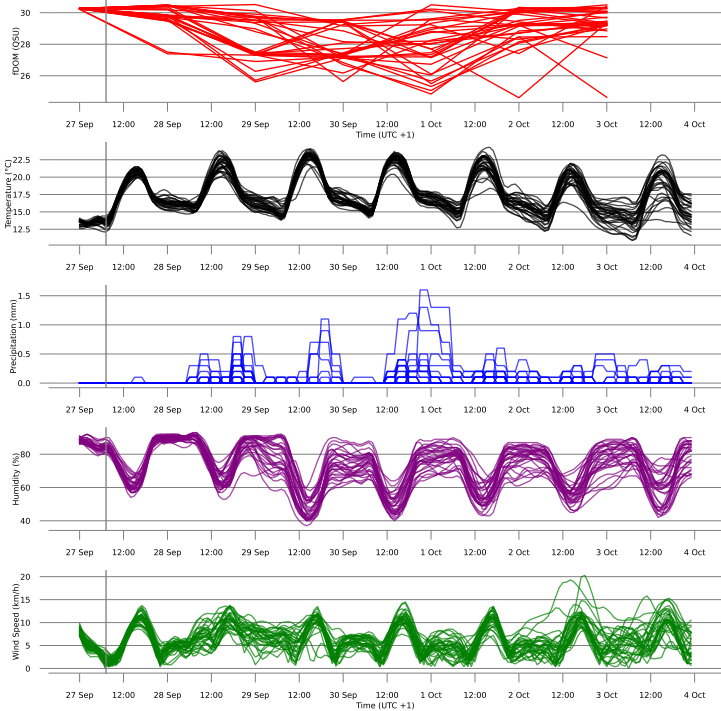 fDOM (QSU)
30
28
26
27 Sep 12:00 28 Sep 12:00 29 Sep 12:00 30 Sep 12:00 1 Oct 12:00 2 Oct 12:00 3 Oct 12:00 4 Oct
Time (UTC +1)
Temperature (°C)
22.5
20.0
17.5
15.0
12.5
27 Sep 12:00 28 Sep 12:00 29 Sep 12:00 30 Sep 12:00 1 Oct 12:00 2 Oct 12:00 3 Oct 12:00 4 Oct
Precipitation (mm)
1.5
1.0
0.5
0.0
27 Sep 12:00 28 Sep 12:00 29 Sep 12:00 30 Sep 12:00 1 Oct 12:00 2 Oct 12:00 3 Oct 12:00 4 Oct
Humidity (%)
80
60
40
27 Sep 12:00 28 Sep 12:00 29 Sep 12:00 30 Sep 12:00 1 Oct 12:00 2 Oct 12:00 3 Oct 12:00 4 Oct
Wind Speed (km/h)
20
15
10
5
0
27 Sep 12:00 28 Sep 12:00 29 Sep 12:00 30 Sep 12:00 1 Oct 12:00 2 Oct 12:00 3 Oct 12:00 4 Oct
Time (UTC +1)